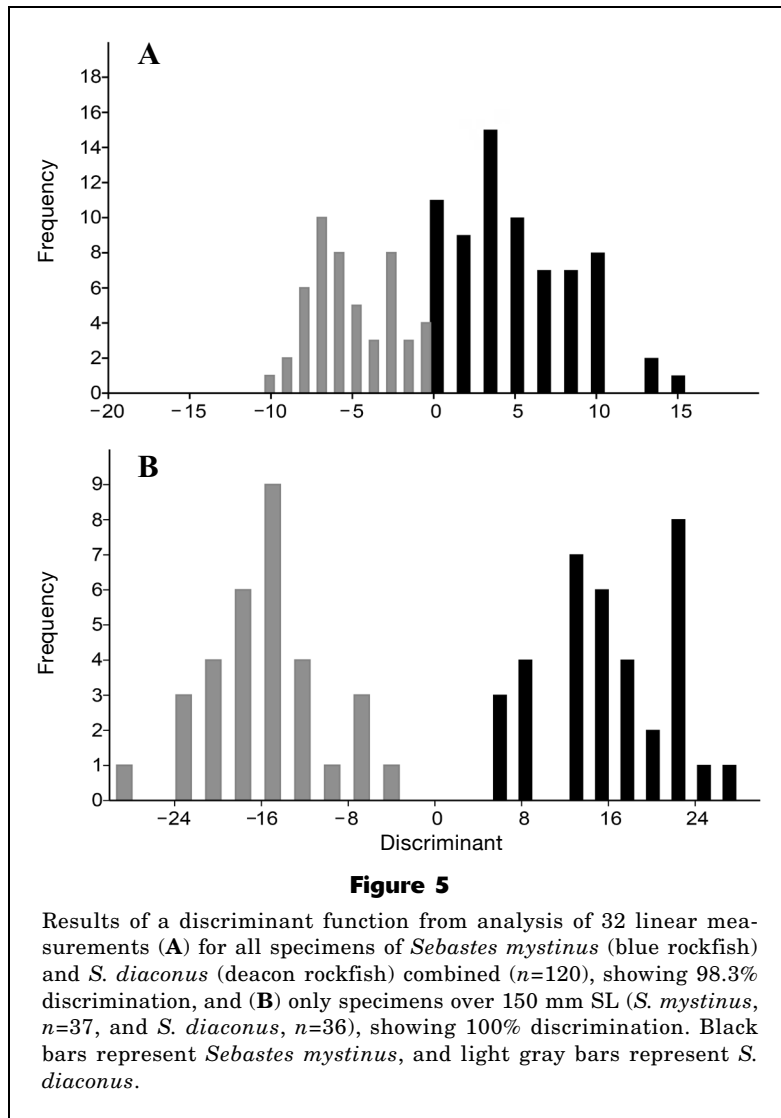 A
18
16
14
12
10
8
6
4
2
0
Frequency
−20 −15 −10 −5 0 5 10 15
B
9
8
7
6
5
4
3
2
1
0
Frequency
−24 −16 −8 0 8 16 24
Discriminant
Figure 5
Results of a discriminant function from analysis of 32 linear mea-
surements (A) for all specimens of Sebastes mystinus (blue rockfish)
and S. diaconus (deacon rockfish) combined (n=120), showing 98.3%
discrimination, and (B) only specimens over 150 mm SL (S. mystinus,
n=37, and S. diaconus, n=36), showing 100% discrimination. Black
bars represent Sebastes mystinus, and light gray bars represent S.
diaconus.